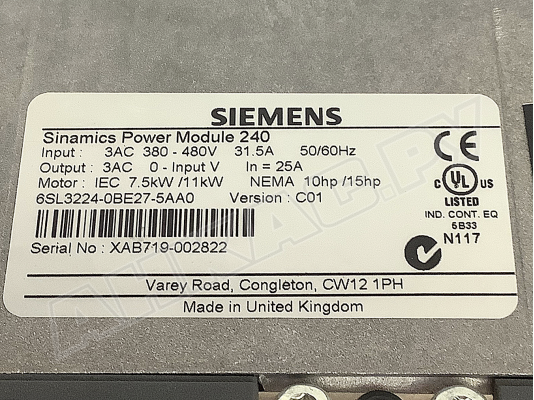 SIEMENS
Sinamics Power Module 240
Input : 3AC 380 - 480V 31.5A 50/60Hz
Output : 3AC 0 - Input V In = 25A
Motor : IEC 7.5kW /11kW NEMA 10hp /15hp
6SL3224-0BE27-5AA0 Version : C01
Serial No : XAB719-002822
CE
C UL US
LISTED
IND. CONT. EQ
5B33
N117
Varey Road, Congleton, CW12 1PH
Made in United Kingdom